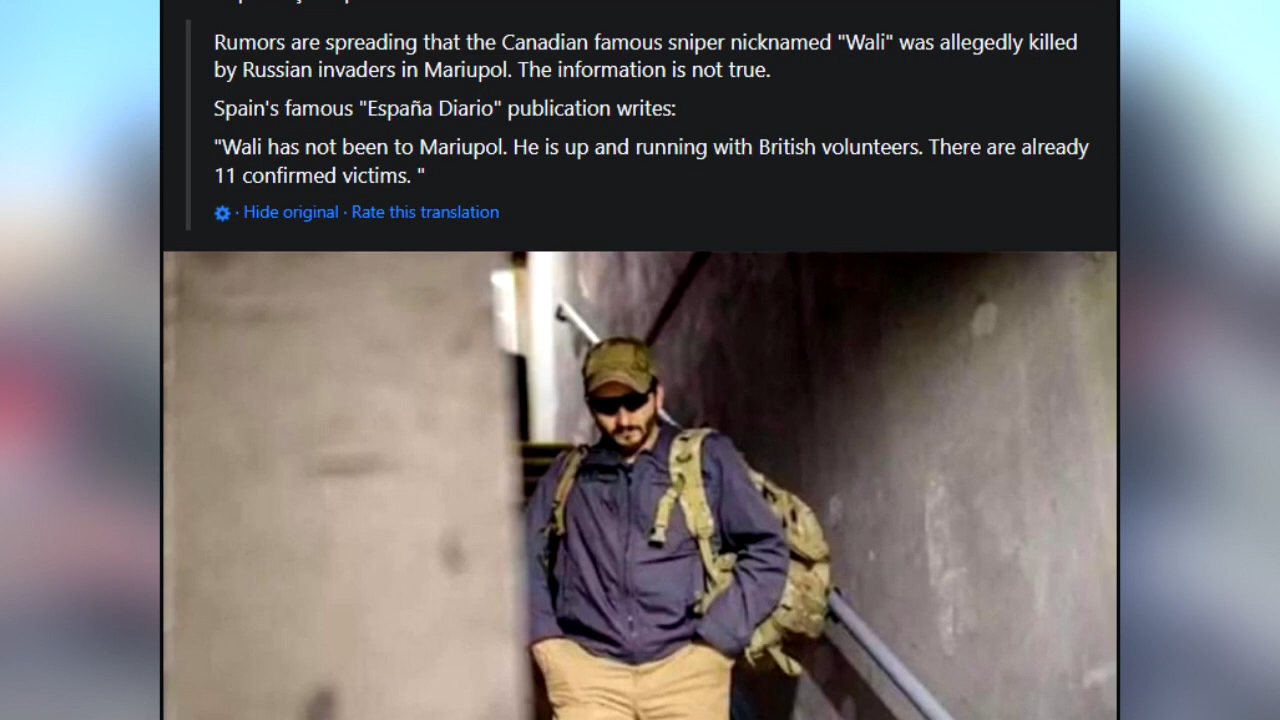 Rumors are spreading that the Canadian famous sniper nicknamed "Wali" was allegedly killed
by Russian invaders in Mariupol. The information is not true.
Spain's famous "España Diario" publication writes:
"Wali has not been to Mariupol. He is up and running with British volunteers. There are already
11 confirmed victims. "
· Hide original · Rate this translation